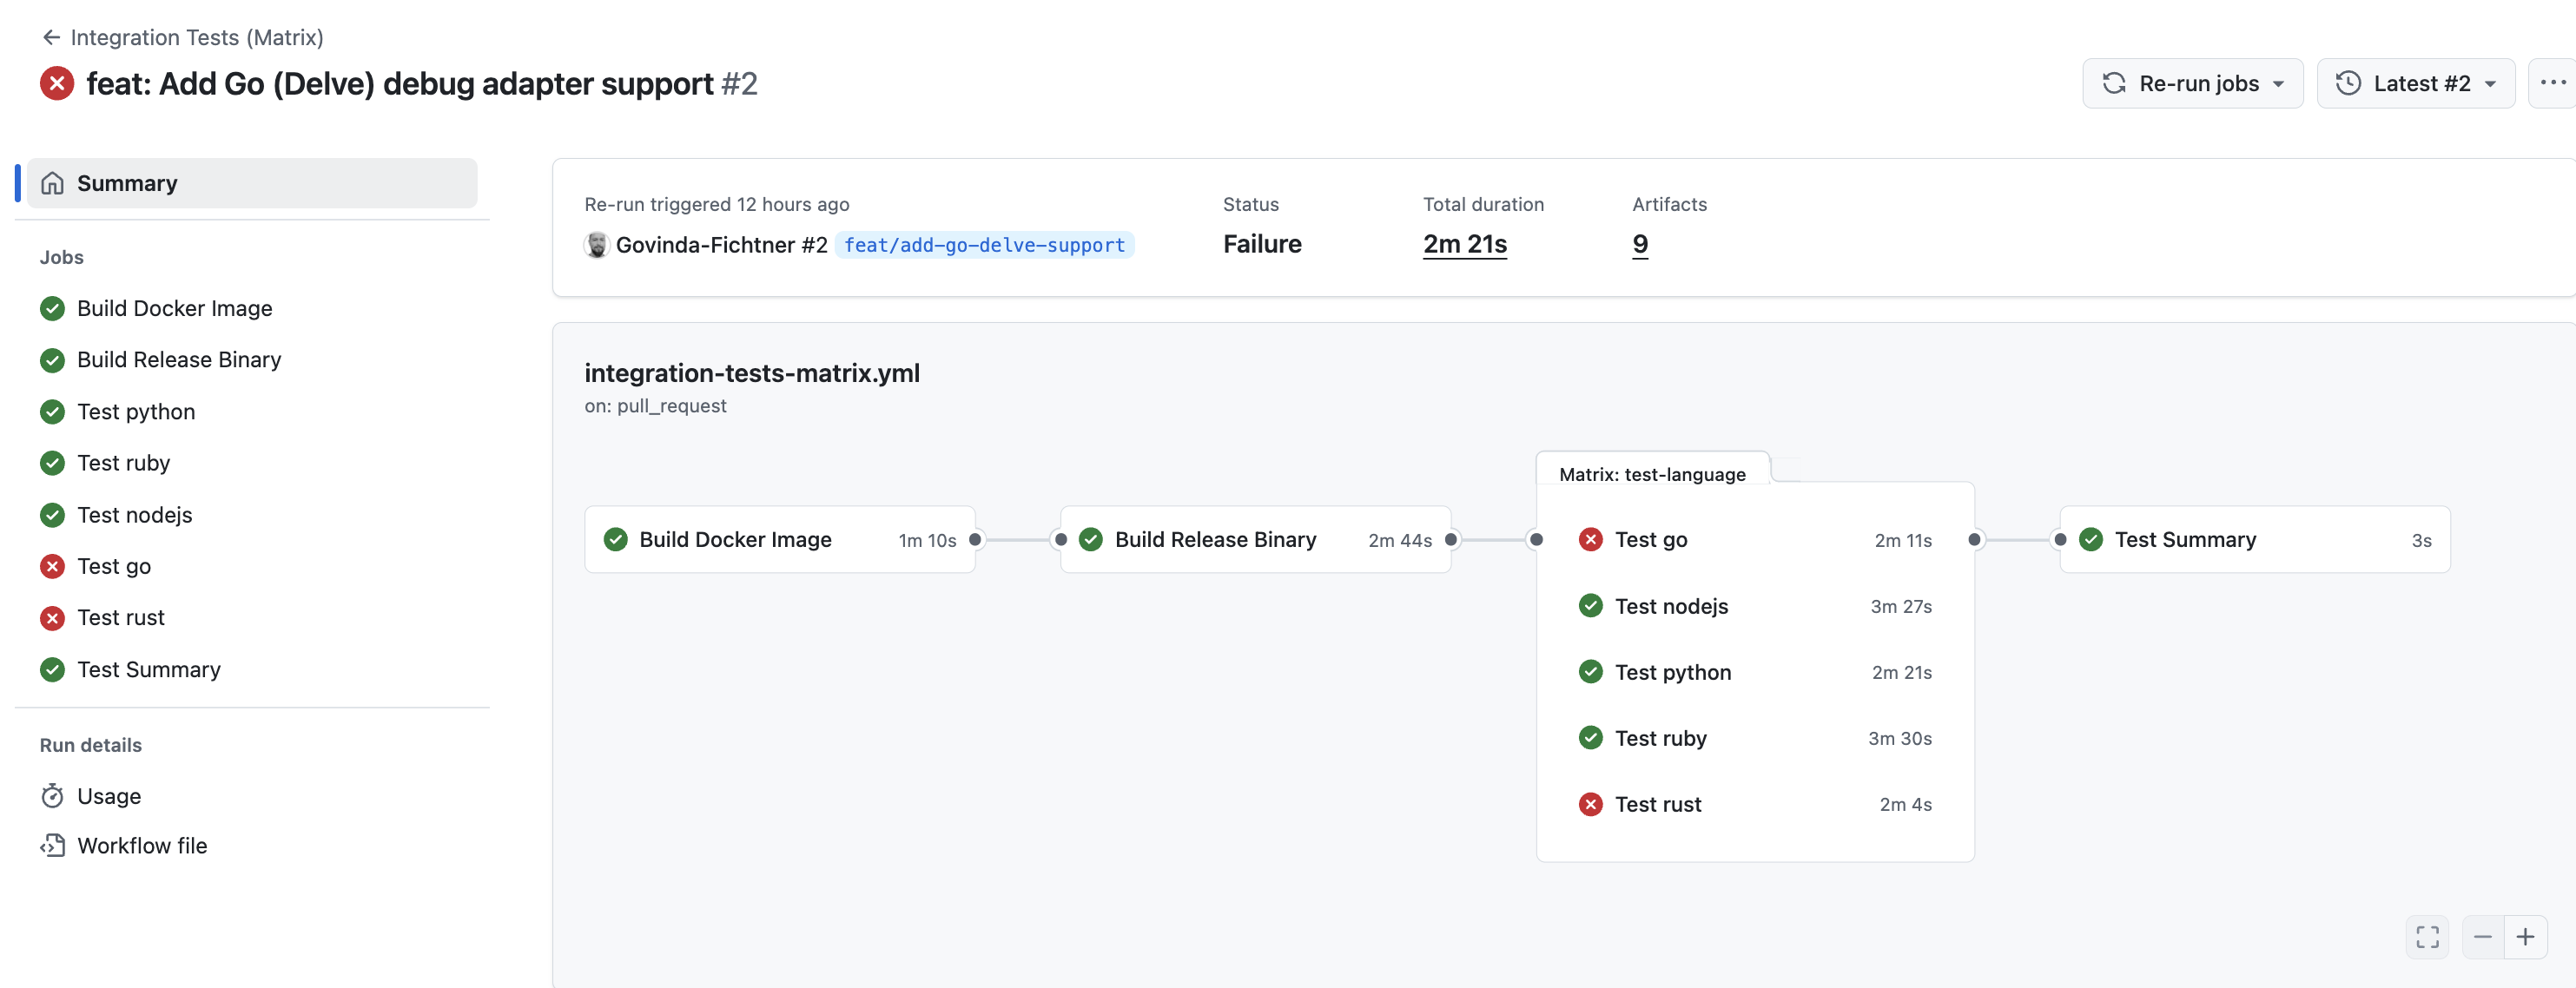 Integration Tests (Matrix)
feat: Add Go (Delve) debug adapter support #2
Re-run jobs
Latest #2
Summary
Jobs
Build Docker Image
Build Release Binary
Test python
Test ruby
Test nodejs
Test go
Test rust
Test Summary
Run details
Usage
Workflow file
Re-run triggered 12 hours ago
Govinda-Fichtner #2 feat/add-go-delve-support
Status
Failure
Total duration
2m 21s
Artifacts
9
integration-tests-matrix.yml
on: pull_request
Build Docker Image 1m 10s
Build Release Binary 2m 44s
Matrix: test-language
Test go 2m 11s
Test nodejs 3m 27s
Test python 2m 21s
Test ruby 3m 30s
Test rust 2m 4s
Test Summary 3s